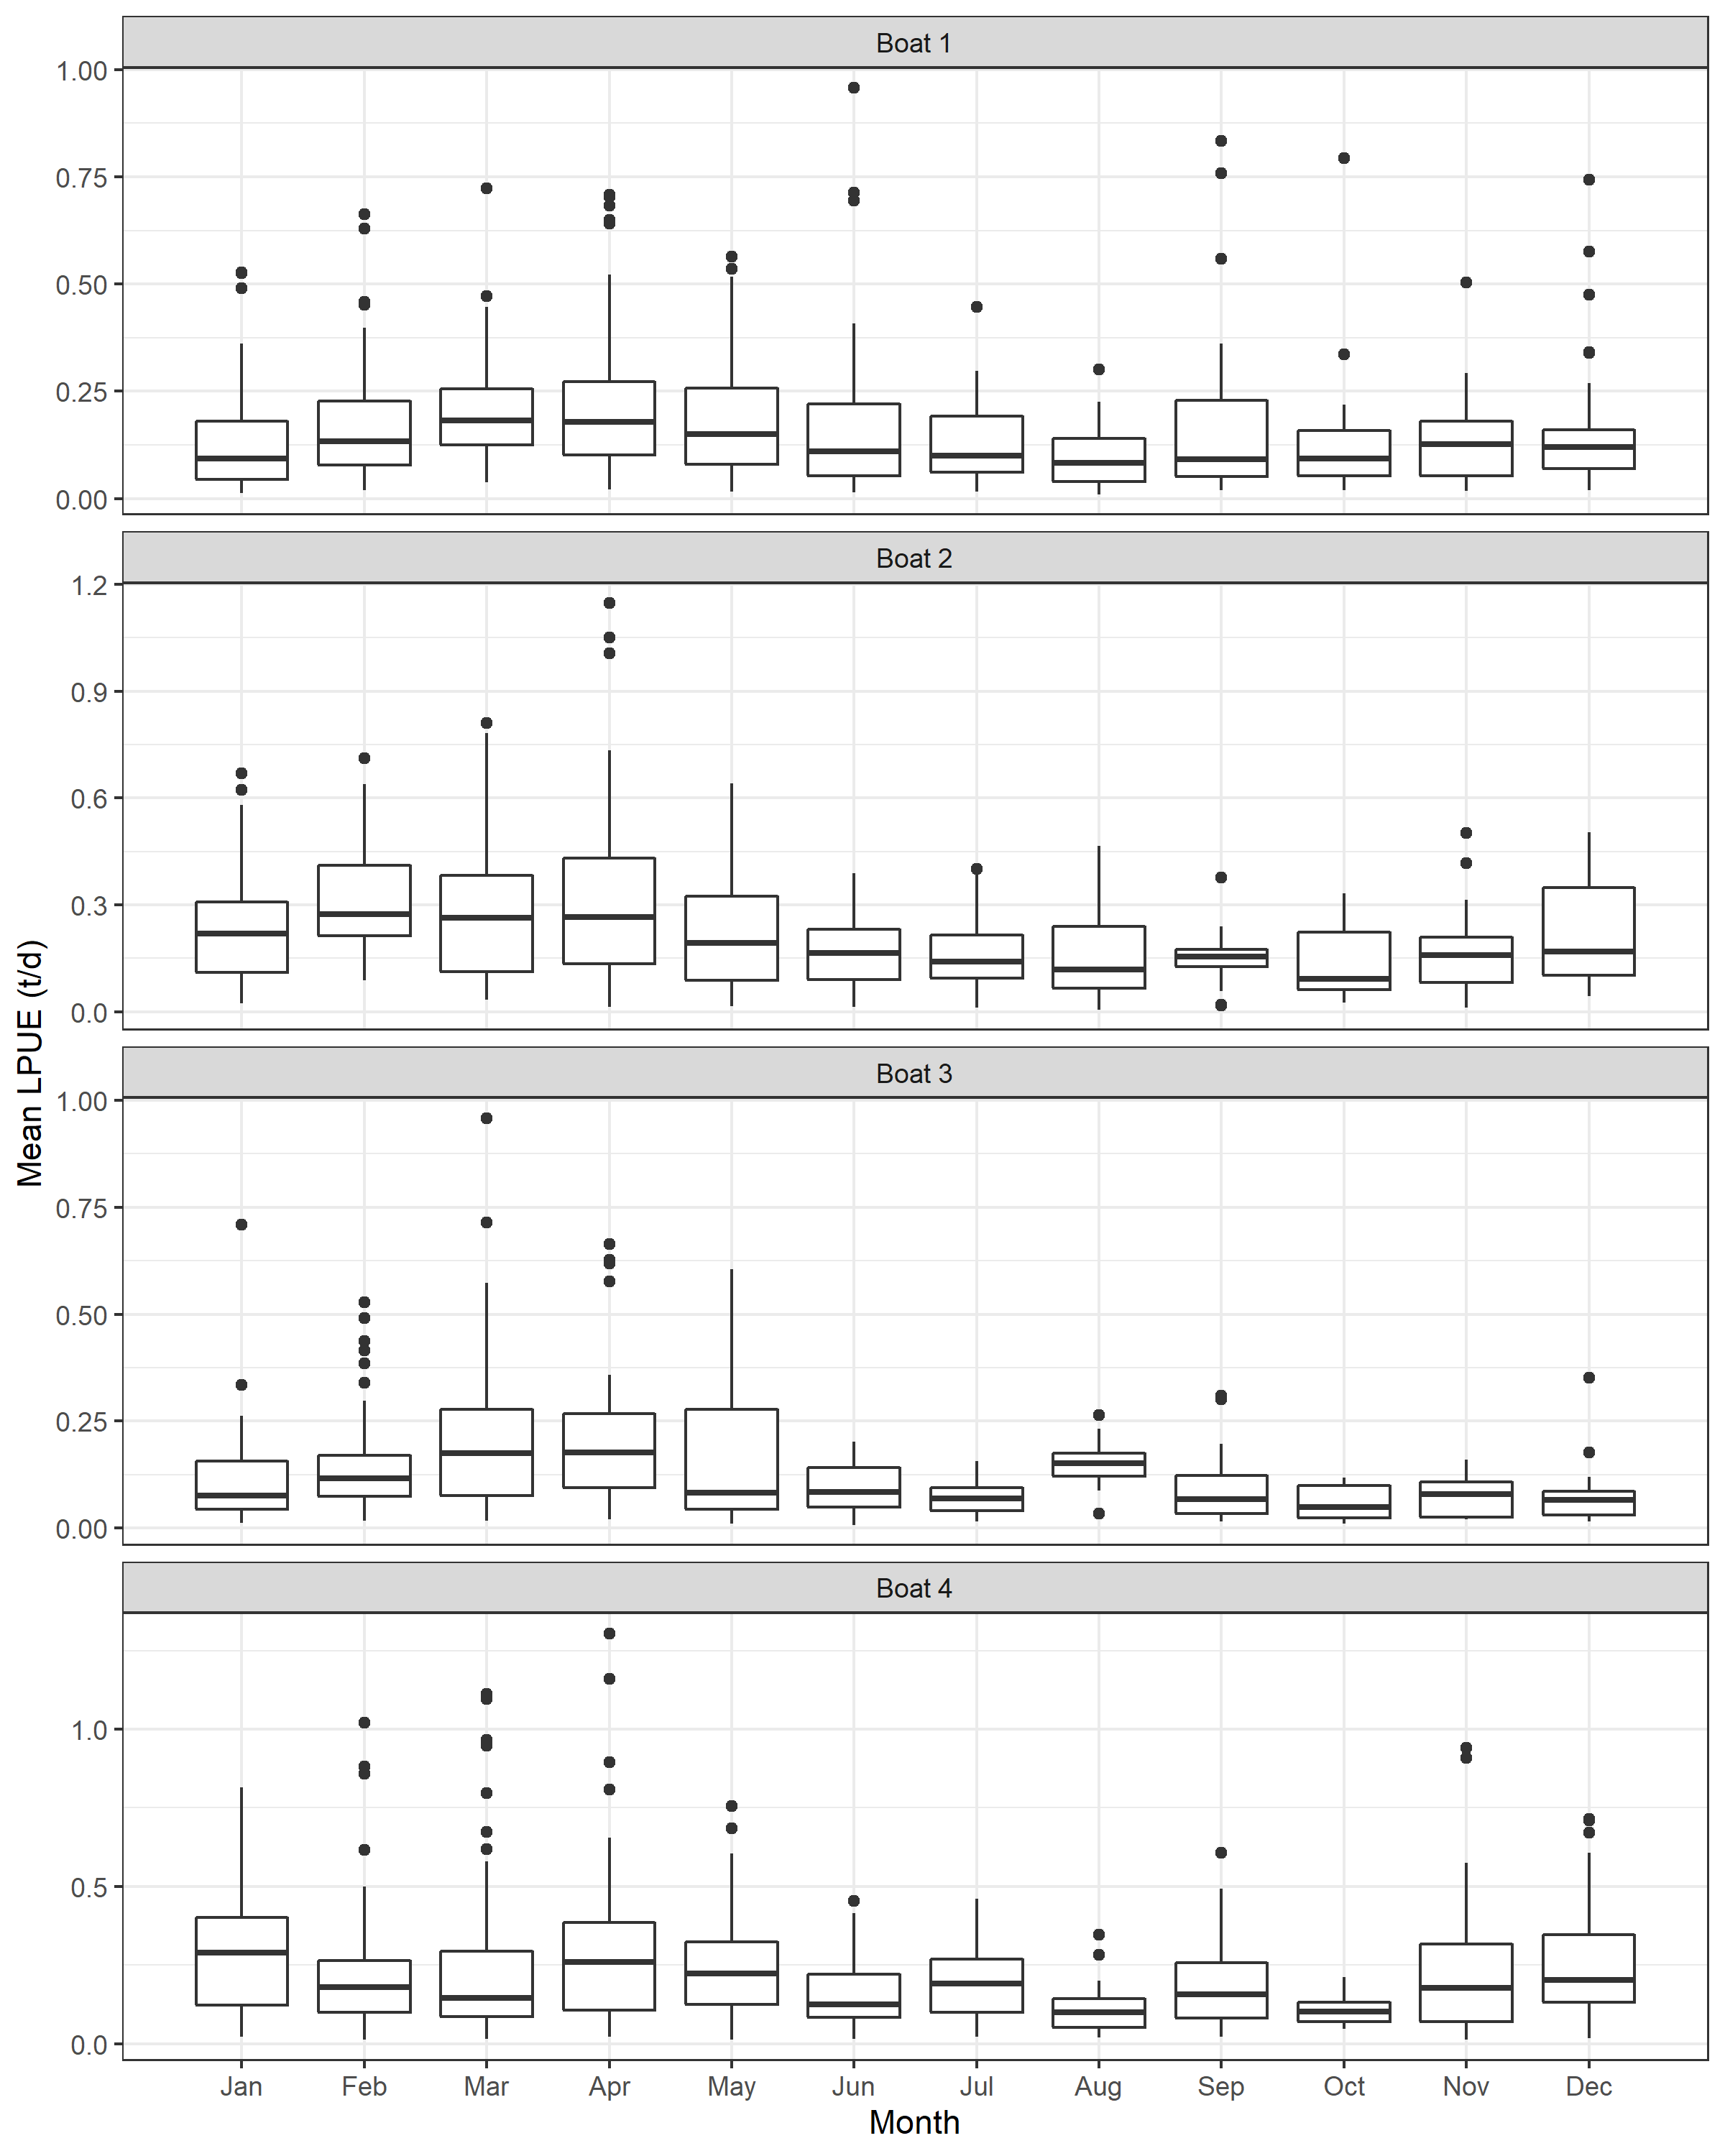 Boat 1
1.00
0.75
0.50
0.25
0.00
Boat 2
1.2
0.9
0.6
0.3
0.0
Mean LPUE (t/d)
Boat 3
1.00
0.75
0.50
0.25
0.00
Boat 4
1.0
0.5
0.0
Jan Feb Mar Apr May Jun Jul Aug Sep Oct Nov Dec
Month